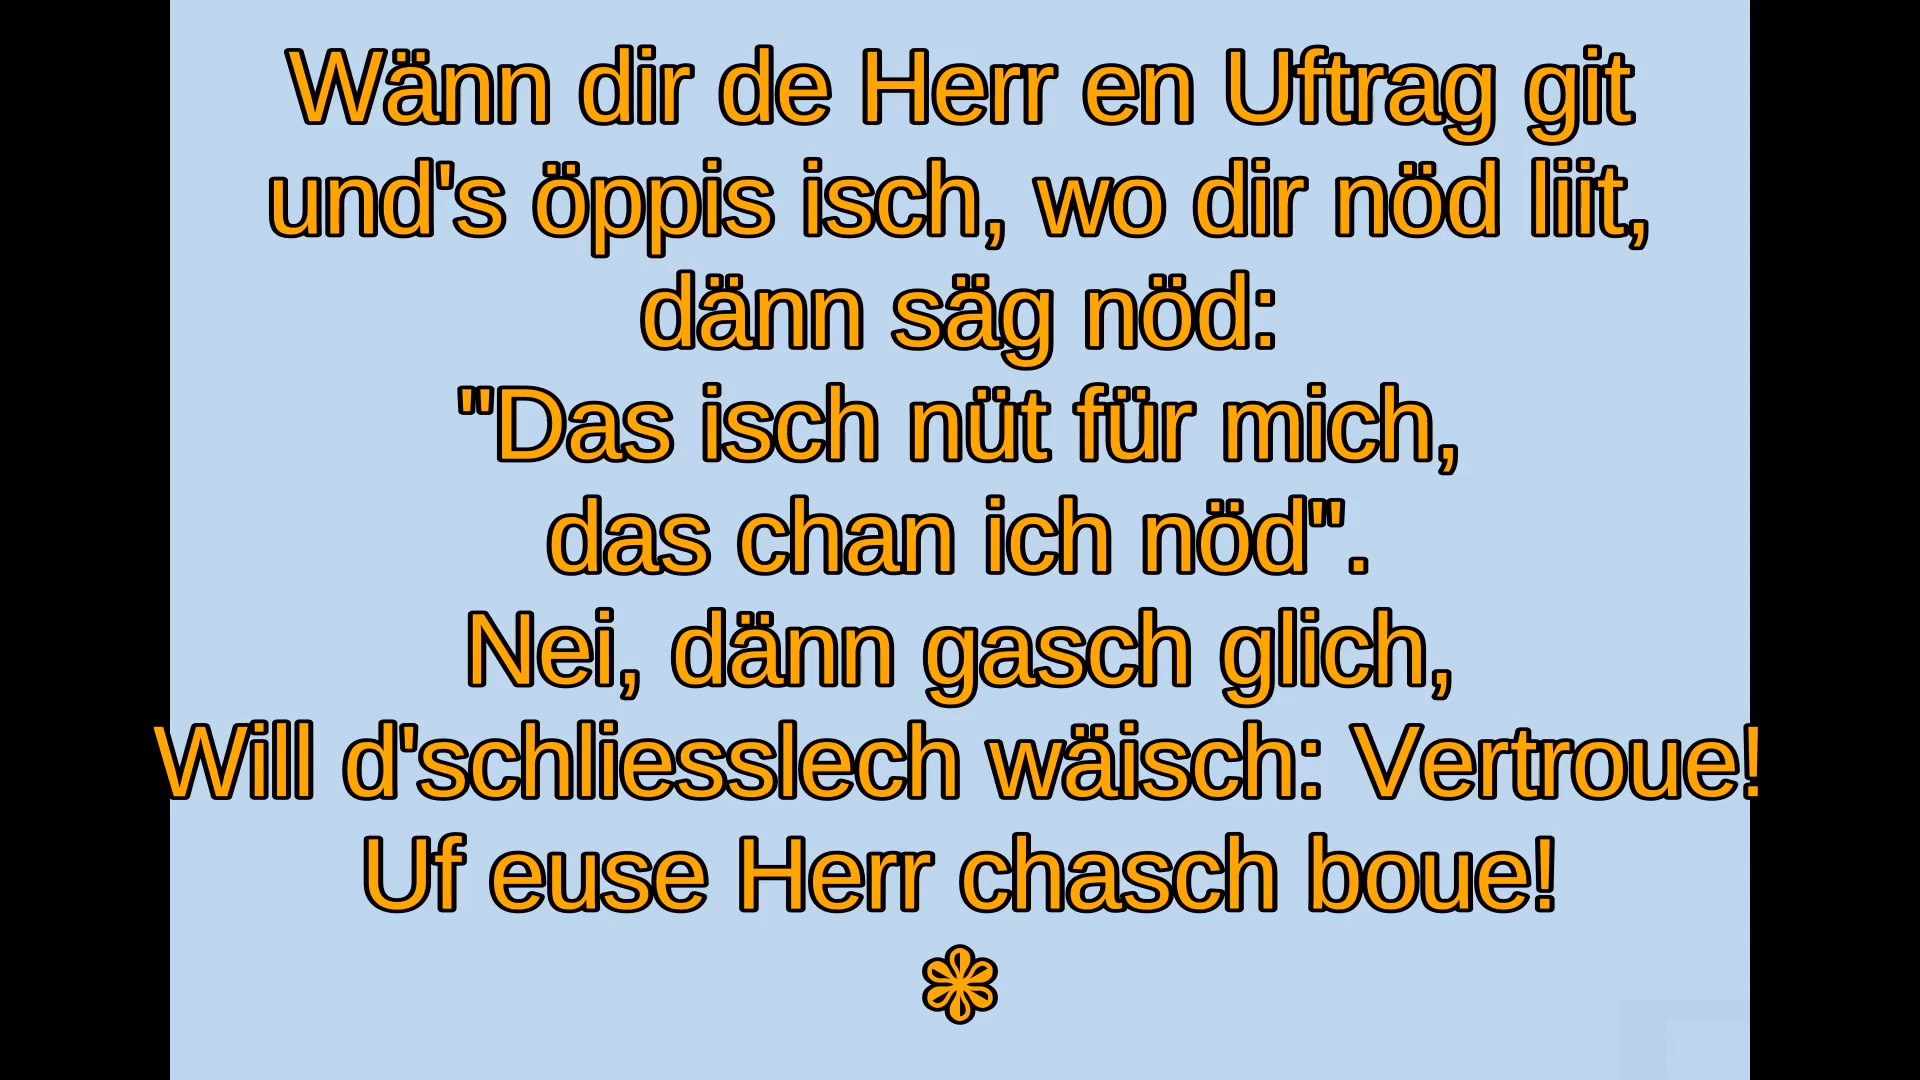 Wänn dir de Herr en Uftrag git
und's öppis isch, wo dir nöd liit,
dänn säg nöd:
"Das isch nüt für mich,
das chan ich nöd".
Nei, dänn gasch glich,
Will d'schliesslech wäisch: Vertroue!
Uf euse Herr chasch boue!
❃